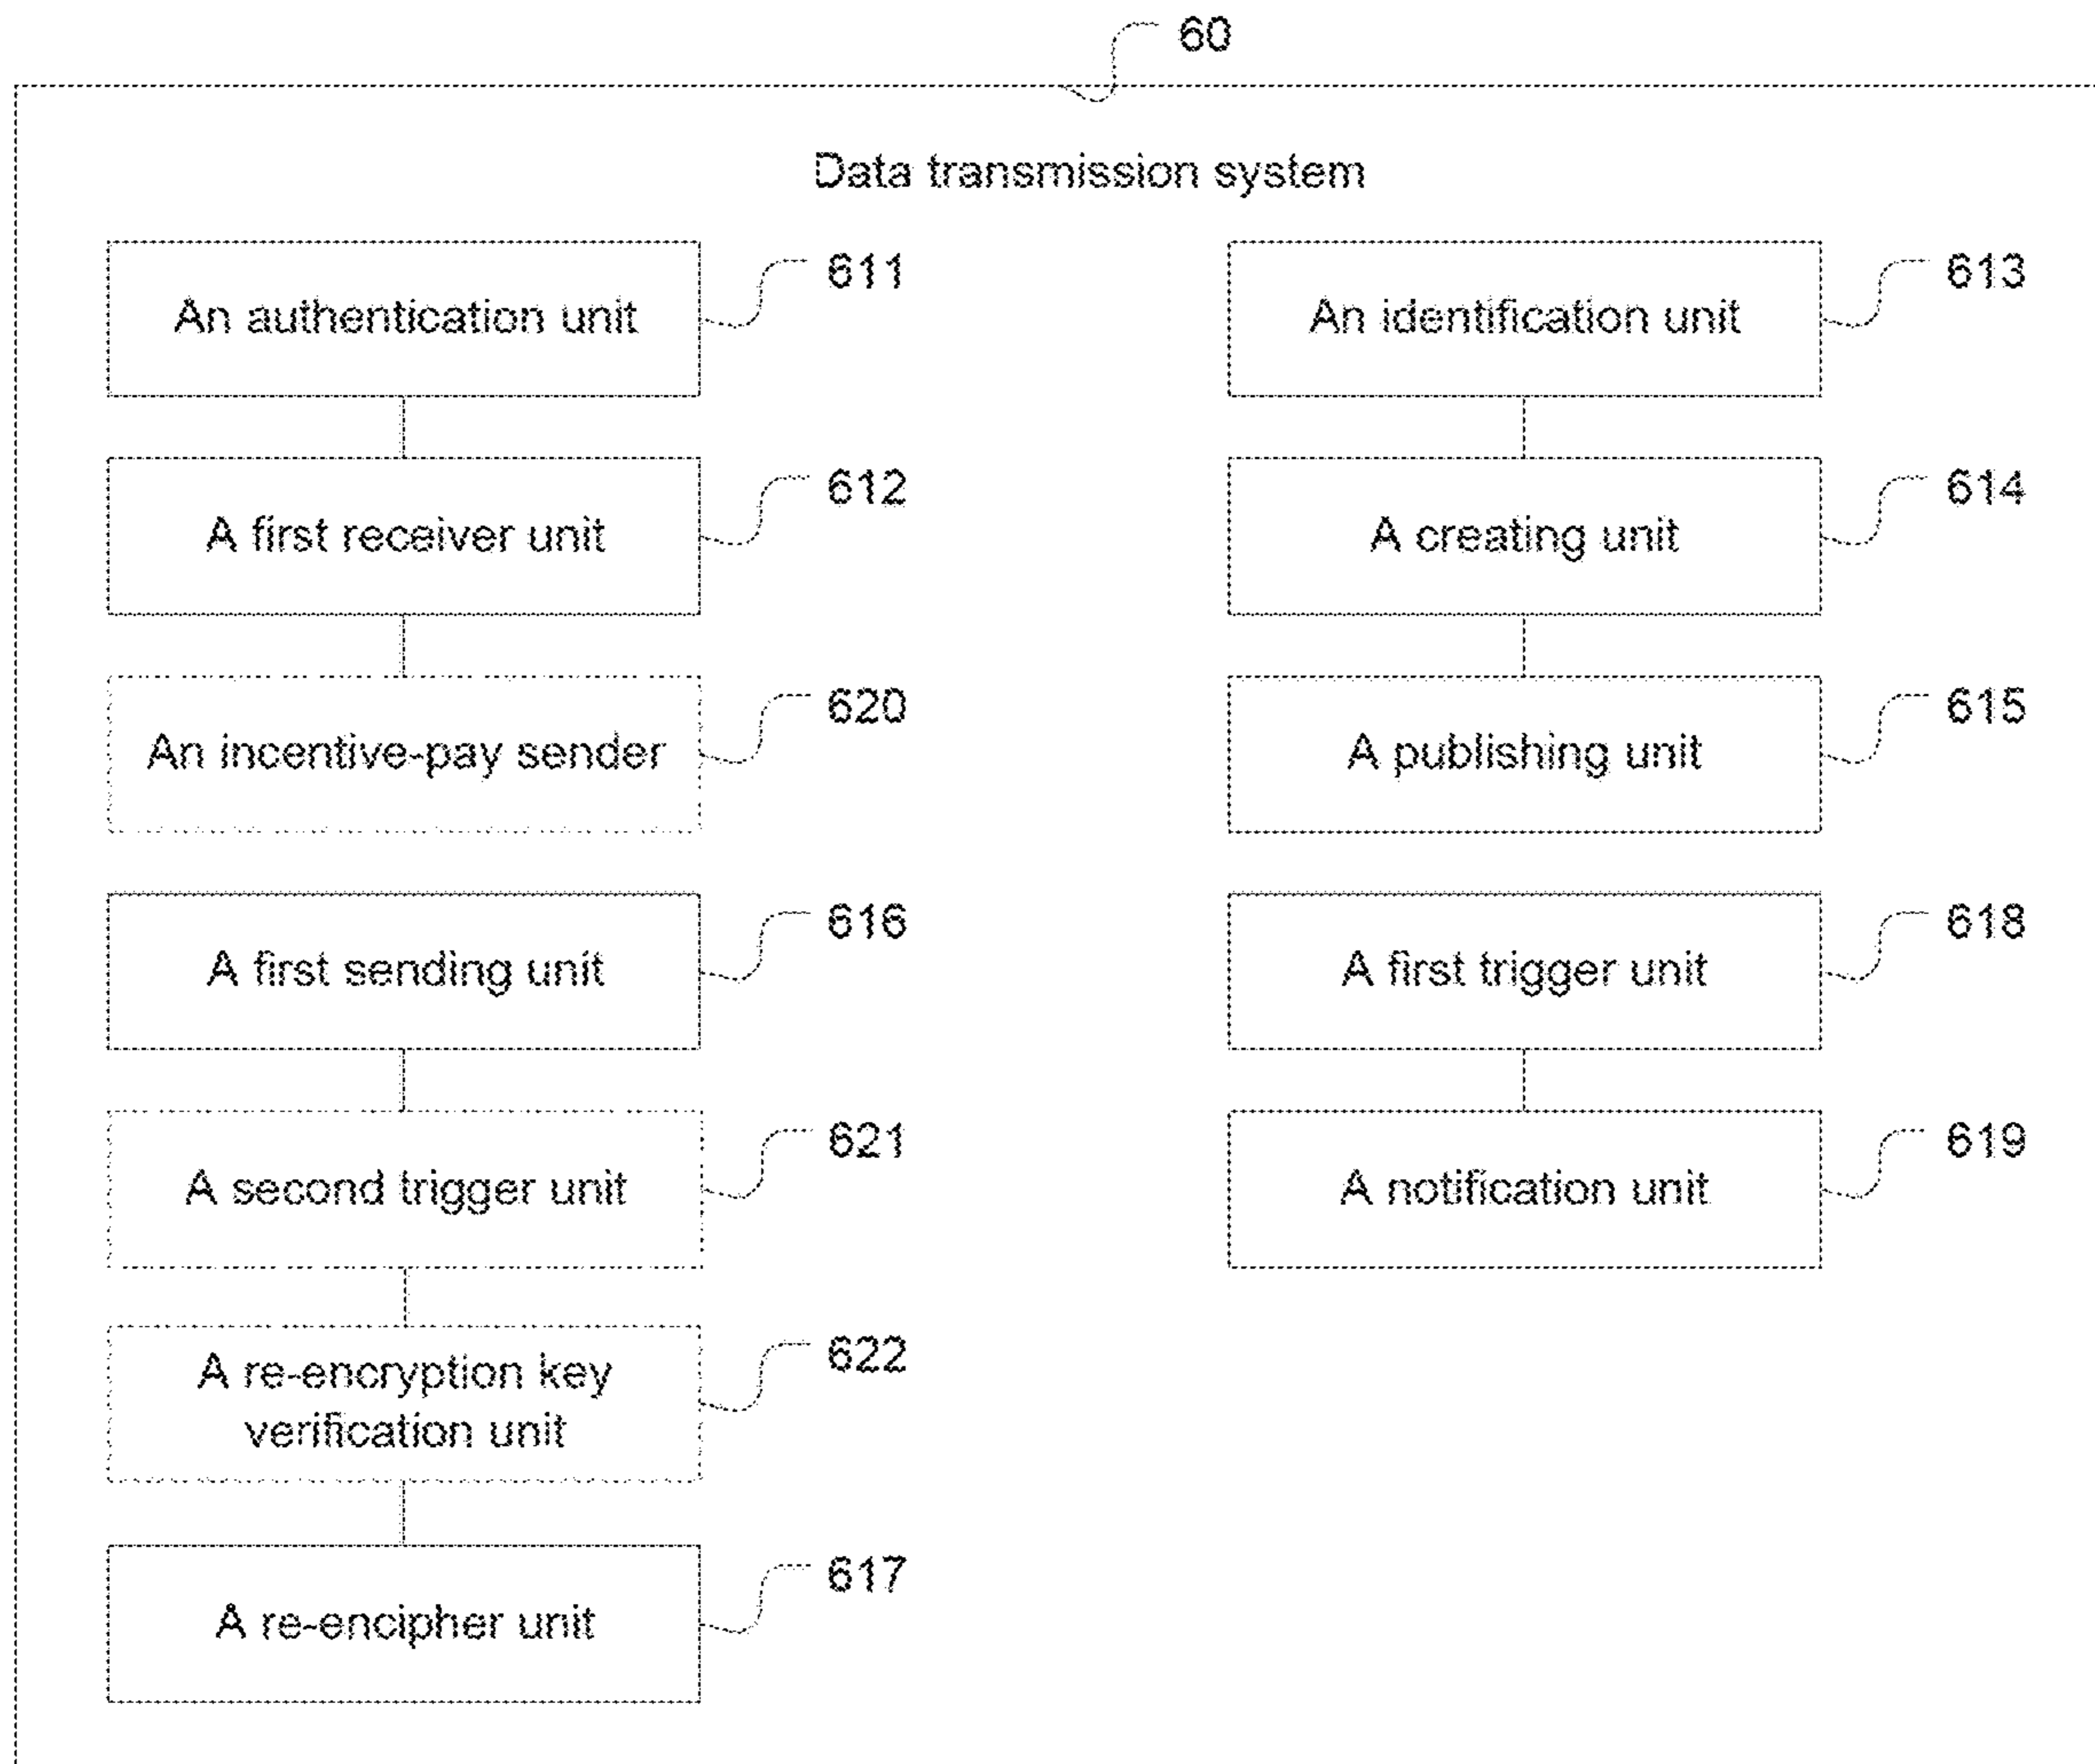 60
Data transmission system
An authentication unit
611
A first receiver unit
612
An incentive-pay sender
620
A first sending unit
616
A second trigger unit
621
A re-encryption key
verification unit
622
A re-encipher unit
617
An identification unit
613
A creating unit
614
A publishing unit
615
A first trigger unit
618
A notification unit
619